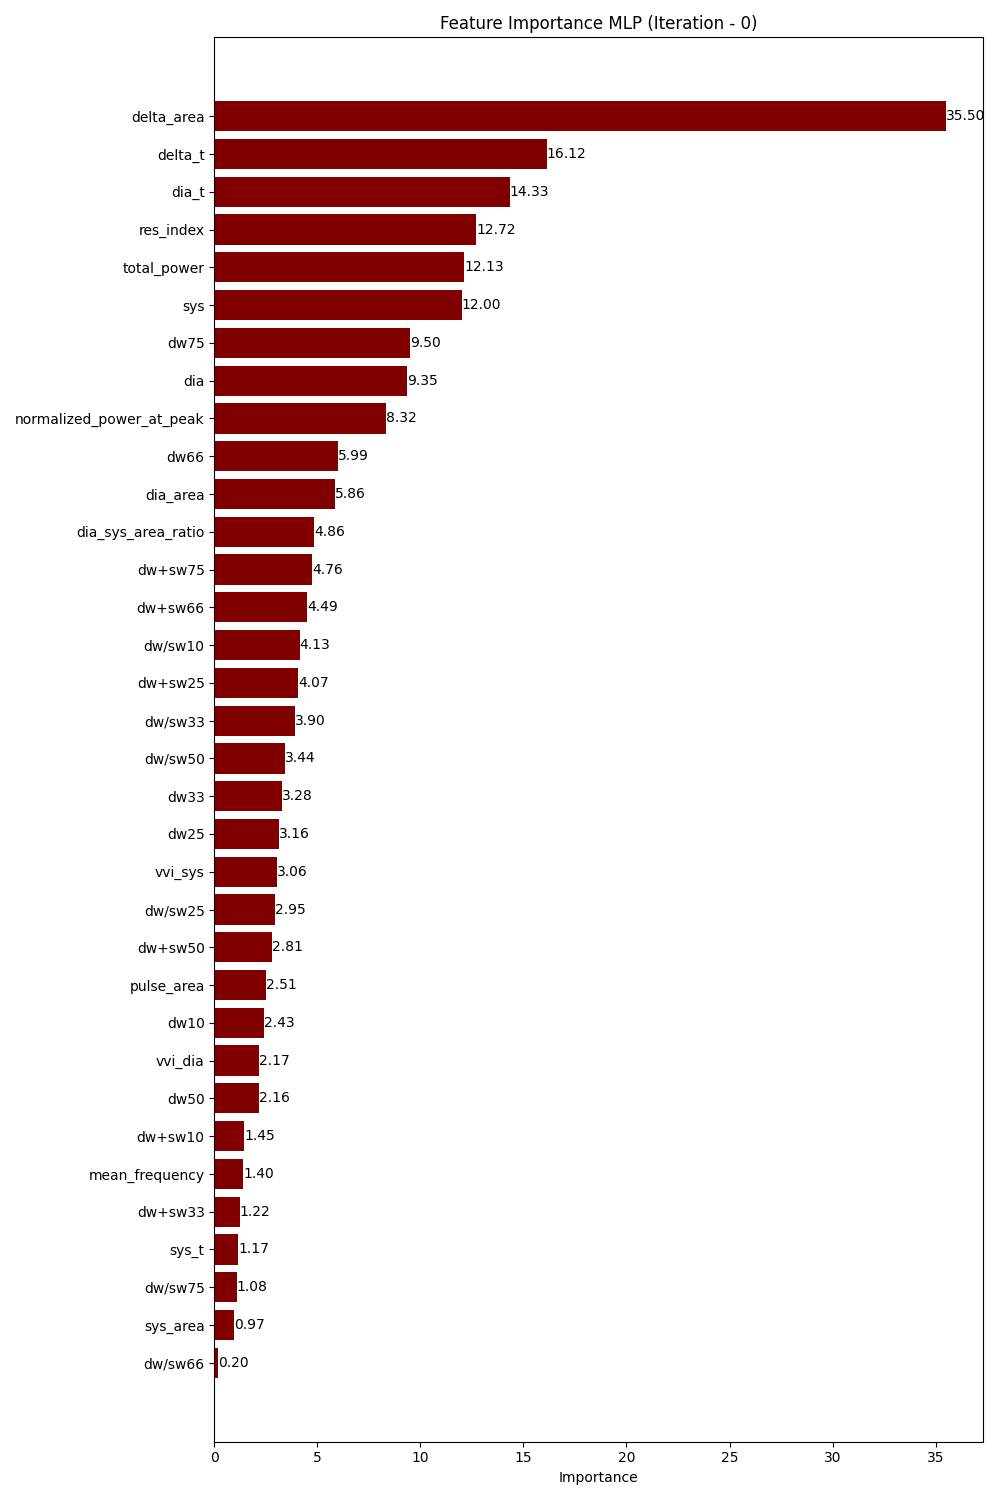 Feature Importance MLP (Iteration - 0)
delta_area 35.50
delta_t 16.12
dia_t 14.33
res_index 12.72
total_power 12.13
sys 12.00
dw75 9.50
dia 9.35
normalized_power_at_peak 8.32
dw66 5.99
dia_area 5.86
dia_sys_area_ratio 4.86
dw+sw75 4.76
dw+sw66 4.49
dw/sw10 4.13
dw+sw25 4.07
dw/sw33 3.90
dw/sw50 3.44
dw33 3.28
dw25 3.16
vvi_sys 3.06
dw/sw25 2.95
dw+sw50 2.81
pulse_area 2.51
dw10 2.43
vvi_dia 2.17
dw50 2.16
dw+sw10 1.45
mean_frequency 1.40
dw+sw33 1.22
sys_t 1.17
dw/sw75 1.08
sys_area 0.97
dw/sw66 0.20
0 5 10 15 20 25 30 35
Importance